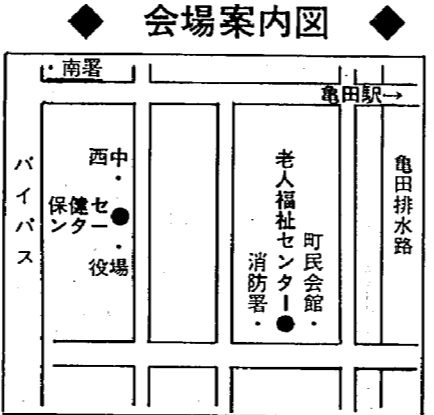 ◆ 会場案内図 ◆
・南署
亀田駅→
バイパス
西中・
保健センター●
・役場
老人福祉センター●
町民会館・
消防署・
亀田排水路